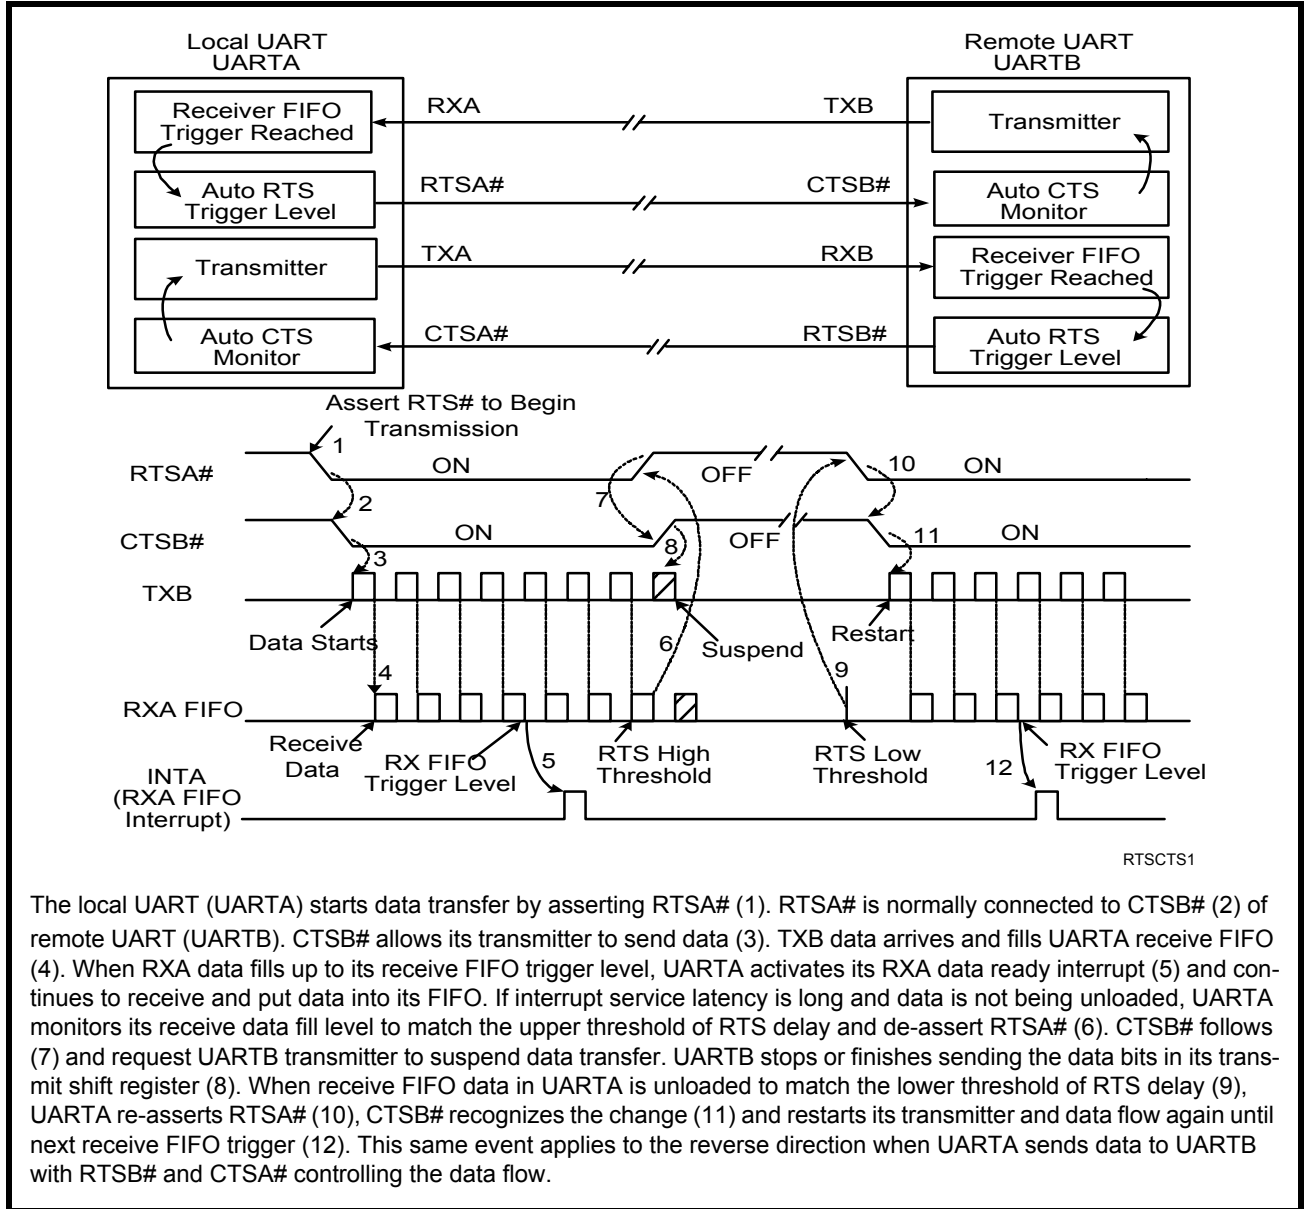 Local UART
UARTA
Remote UART
UARTB
Receiver FIFO
Trigger Reached
RXA
TXB
Transmitter
Auto RTS
Trigger Level
RTSA#
CTSB#
Auto CTS
Monitor
Transmitter
TXA
RXB
Receiver FIFO
Trigger Reached
Auto CTS
Monitor
CTSA#
RTSB#
Auto RTS
Trigger Level
Assert RTS# to Begin
Transmission
RTSA#
1
ON
OFF
10
ON
2
7
CTSB#
ON
8
OFF
11
ON
3
TXB
Data Starts
6
Suspend
Restart
4
9
RXA FIFO
Receive
Data
RX FIFO
Trigger Level
5
RTS High
Threshold
RTS Low
Threshold
12
RX FIFO
Trigger Level
INTA
(RXA FIFO
Interrupt)
RTSCTS1
The local UART (UARTA) starts data transfer by asserting RTSA# (1). RTSA# is normally connected to CTSB# (2) of
remote UART (UARTB). CTSB# allows its transmitter to send data (3). TXB data arrives and fills UARTA receive FIFO
(4). When RXA data fills up to its receive FIFO trigger level, UARTA activates its RXA data ready interrupt (5) and con-
tinues to receive and put data into its FIFO. If interrupt service latency is long and data is not being unloaded, UARTA
monitors its receive data fill level to match the upper threshold of RTS delay and de-assert RTSA# (6). CTSB# follows
(7) and request UARTB transmitter to suspend data transfer. UARTB stops or finishes sending the data bits in its trans-
mit shift register (8). When receive FIFO data in UARTA is unloaded to match the lower threshold of RTS delay (9),
UARTA re-asserts RTSA# (10), CTSB# recognizes the change (11) and restarts its transmitter and data flow again until
next receive FIFO trigger (12). This same event applies to the reverse direction when UARTA sends data to UARTB
with RTSB# and CTSA# controlling the data flow.